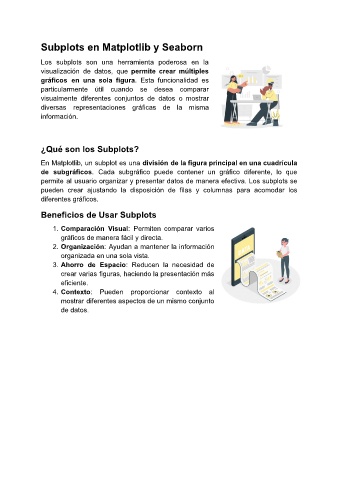 Subplots en Matplotlib y Seaborn
Los subplots son una herramienta poderosa en la
visualización de datos, que permite crear múltiples
gráficos en una sola figura. Esta funcionalidad es
particularmente útil cuando se desea comparar
visualmente diferentes conjuntos de datos o mostrar
diversas representaciones gráficas de la misma
información.
¿Qué son los Subplots?
En Matplotlib, un subplot es una división de la figura principal en una cuadrícula
de subgráficos. Cada subgráfico puede contener un gráfico diferente, lo que
permite al usuario organizar y presentar datos de manera efectiva. Los subplots se
pueden crear ajustando la disposición de filas y columnas para acomodar los
diferentes gráficos.
Beneficios de Usar Subplots
1. Comparación Visual: Permiten comparar varios
gráficos de manera fácil y directa.
2. Organización: Ayudan a mantener la información
organizada en una sola vista.
3. Ahorro de Espacio: Reducen la necesidad de
crear varias figuras, haciendo la presentación más
eficiente.
4. Contexto: Pueden proporcionar contexto al
mostrar diferentes aspectos de un mismo conjunto
de datos